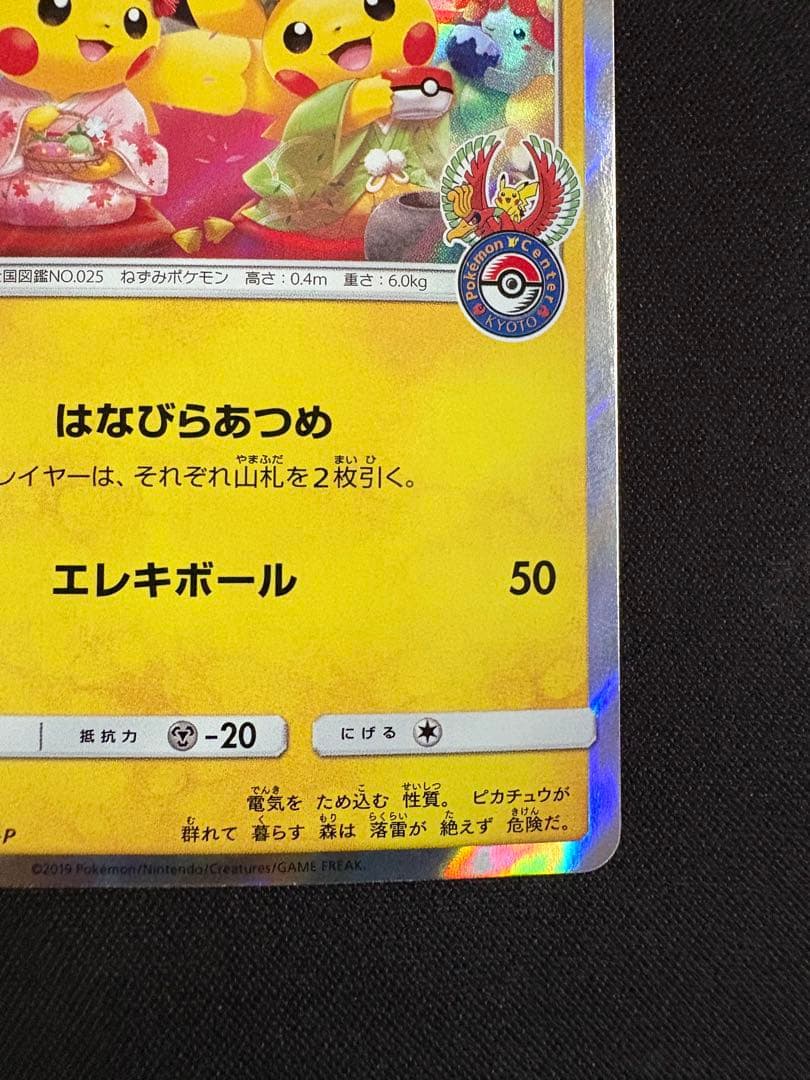 国図鑑NO.025 ねずみポケモン 高さ:0.4m 重さ:6.0kg
Pokémon Center
KYOTO
はなびらあつめ
レイヤーは、それぞれ山札を2枚引く。
エレキボール 50
抵抗力 -20 にげる
電気を ため込む 性質。 ピカチュウが
群れて 暮らす 森は 落雷が 絶えず 危険だ。
-P
©2019 Pokémon/Nintendo/Creatures/GAME FREAK.